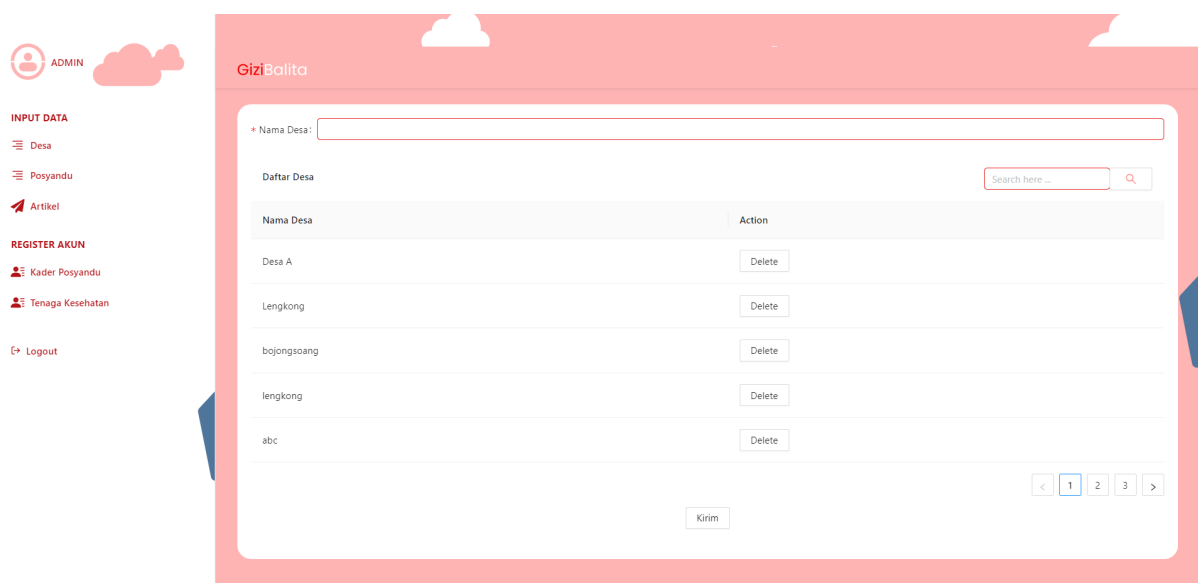 ADMIN
INPUT DATA
Desa
Posyandu
Artikel
REGISTER AKUN
Kader Posyandu
Tenaga Kesehatan
Logout
GiziBalita
* Nama Desa:
Daftar Desa
Search here ...
Nama Desa Action
Desa A Delete
Lengkong Delete
bojongsoang Delete
lengkong Delete
abc Delete
< 1 2 3 >
Kirim